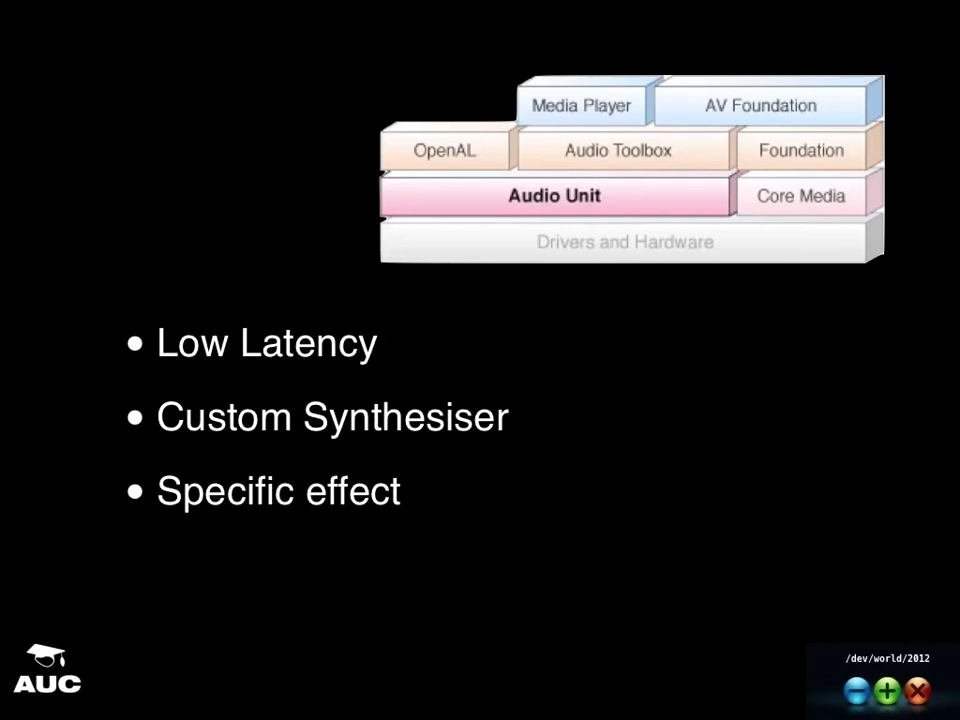 Media Player AV Foundation
OpenAL Audio Toolbox Foundation
Audio Unit Core Media
Drivers and Hardware
• Low Latency
• Custom Synthesiser
• Specific effect
AUC
/dev/world/2012